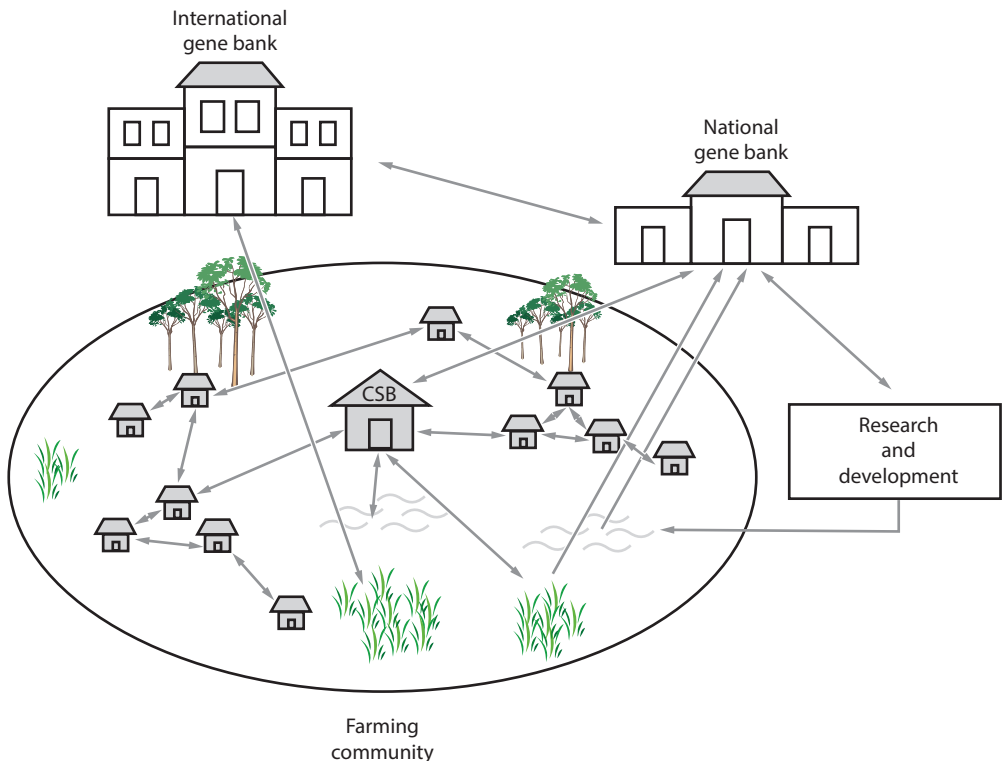 International
gene bank
National
gene bank
CSB
Research
and
development
Farming
community